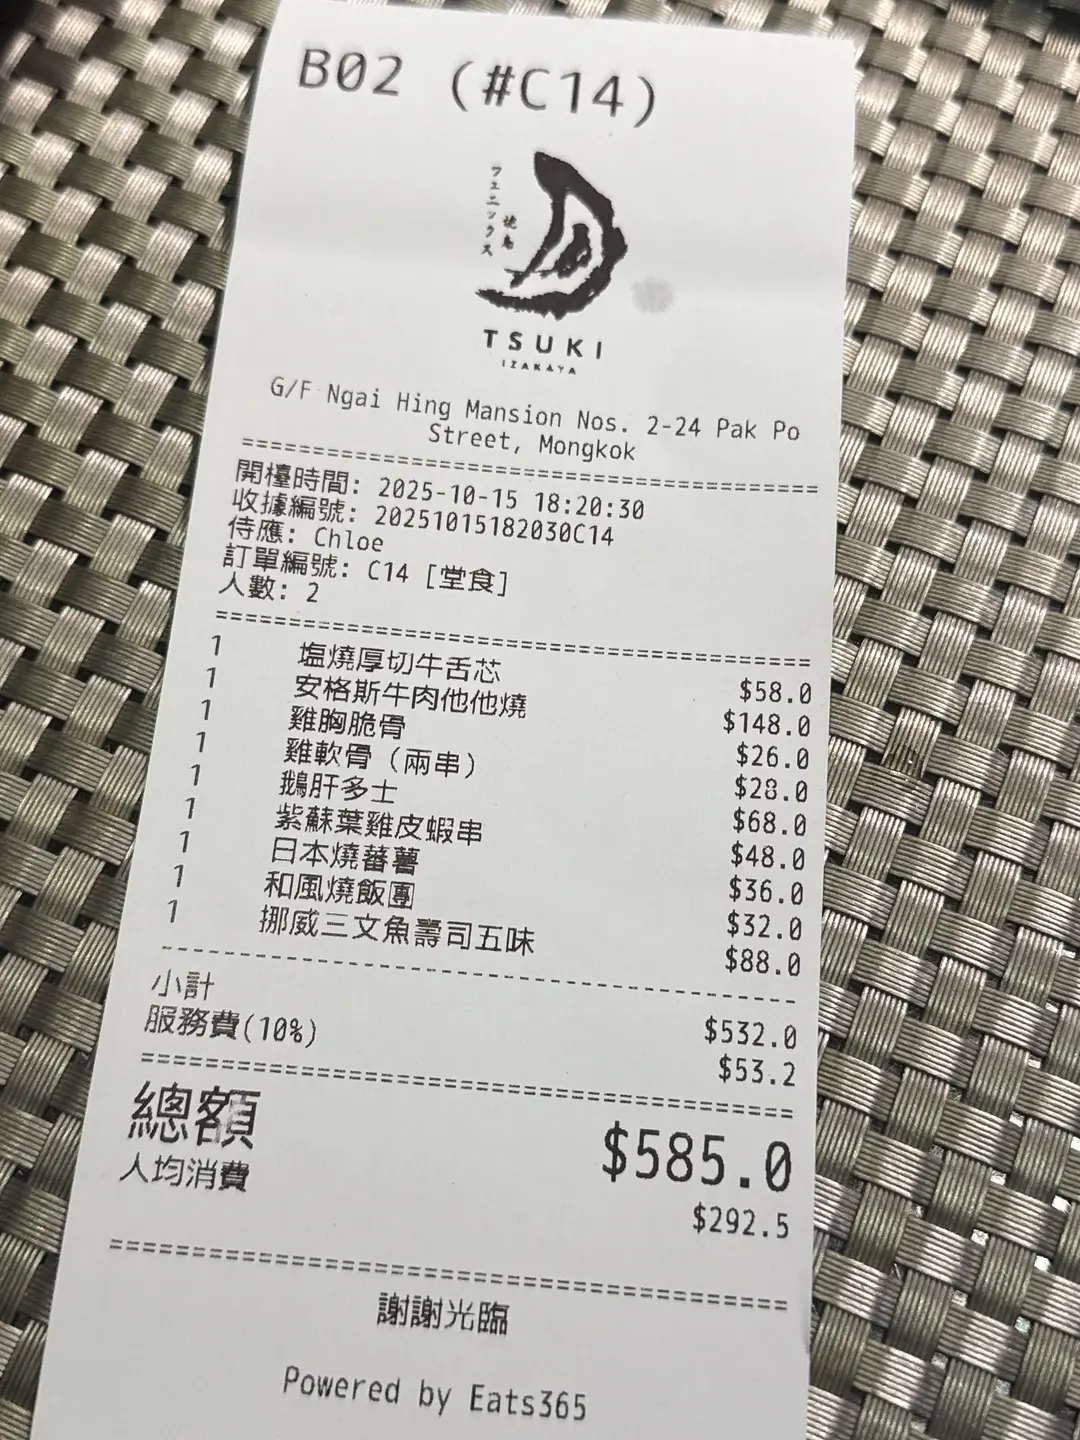 B02 (#C14)
フェニックス
TSUKI
IZAKAYA
G/F Ngai Hing Mansion Nos. 2-24 Pak Po
Street, Mongkok
開檯時間: 2025-10-15 18:20:30
收據編號: 20251015182030C14
侍應: Chloe
訂單編號: C14 [堂食]
人數: 2
1 塩燒厚切牛舌芯 $58.0
1 安格斯牛肉他他燒 $148.0
1 雞胸脆骨 $26.0
1 雞軟骨（兩串） $28.0
1 鵝肝多士 $68.0
1 紫蘇葉雞皮蝦串 $48.0
1 日本燒蕃薯 $36.0
1 和風燒飯團 $32.0
1 挪威三文魚壽司五味 $88.0
小計 $532.0
服務費(10%) $53.2
總額 $585.0
人均消費 $292.5
謝謝光臨
Powered by Eats365